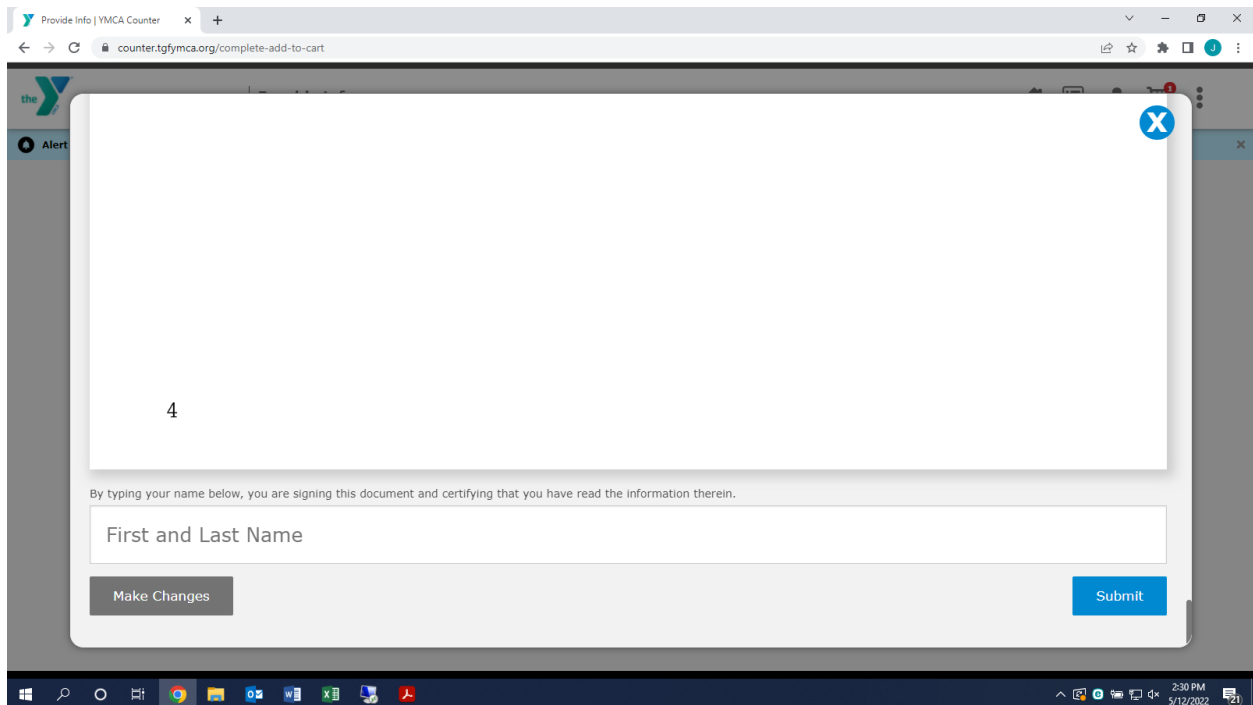 Provide Info | YMCA Counter
counter.tgfymca.org/complete-add-to-cart
J
the
1
Alert
X
4
By typing your name below, you are signing this document and certifying that you have read the information therein.
First and Last Name
Make Changes
Submit
2:30 PM
5/12/2022
21